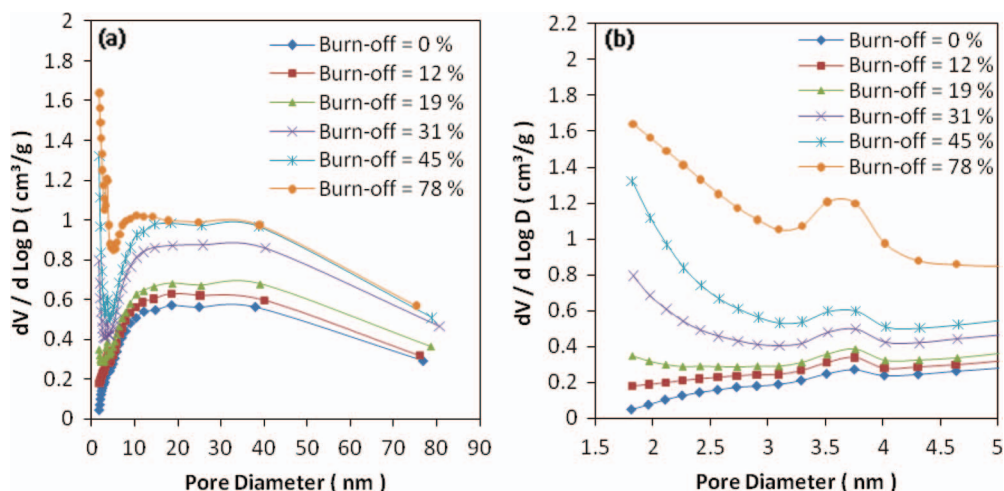 (a)
Burn-off = 0 %
Burn-off = 12 %
Burn-off = 19 %
Burn-off = 31 %
Burn-off = 45 %
Burn-off = 78 %
dV / d Log D ( cm³/g )
2
1.8
1.6
1.4
1.2
1
0.8
0.6
0.4
0.2
0
0 10 20 30 40 50 60 70 80 90
Pore Diameter ( nm )
(b)
Burn-off = 0 %
Burn-off = 12 %
Burn-off = 19 %
Burn-off = 31 %
Burn-off = 45 %
Burn-off = 78 %
dV / d Log D ( cm³/g )
2.2
2
1.8
1.6
1.4
1.2
1
0.8
0.6
0.4
0.2
0
1.5 2 2.5 3 3.5 4 4.5 5
Pore Diameter ( nm )